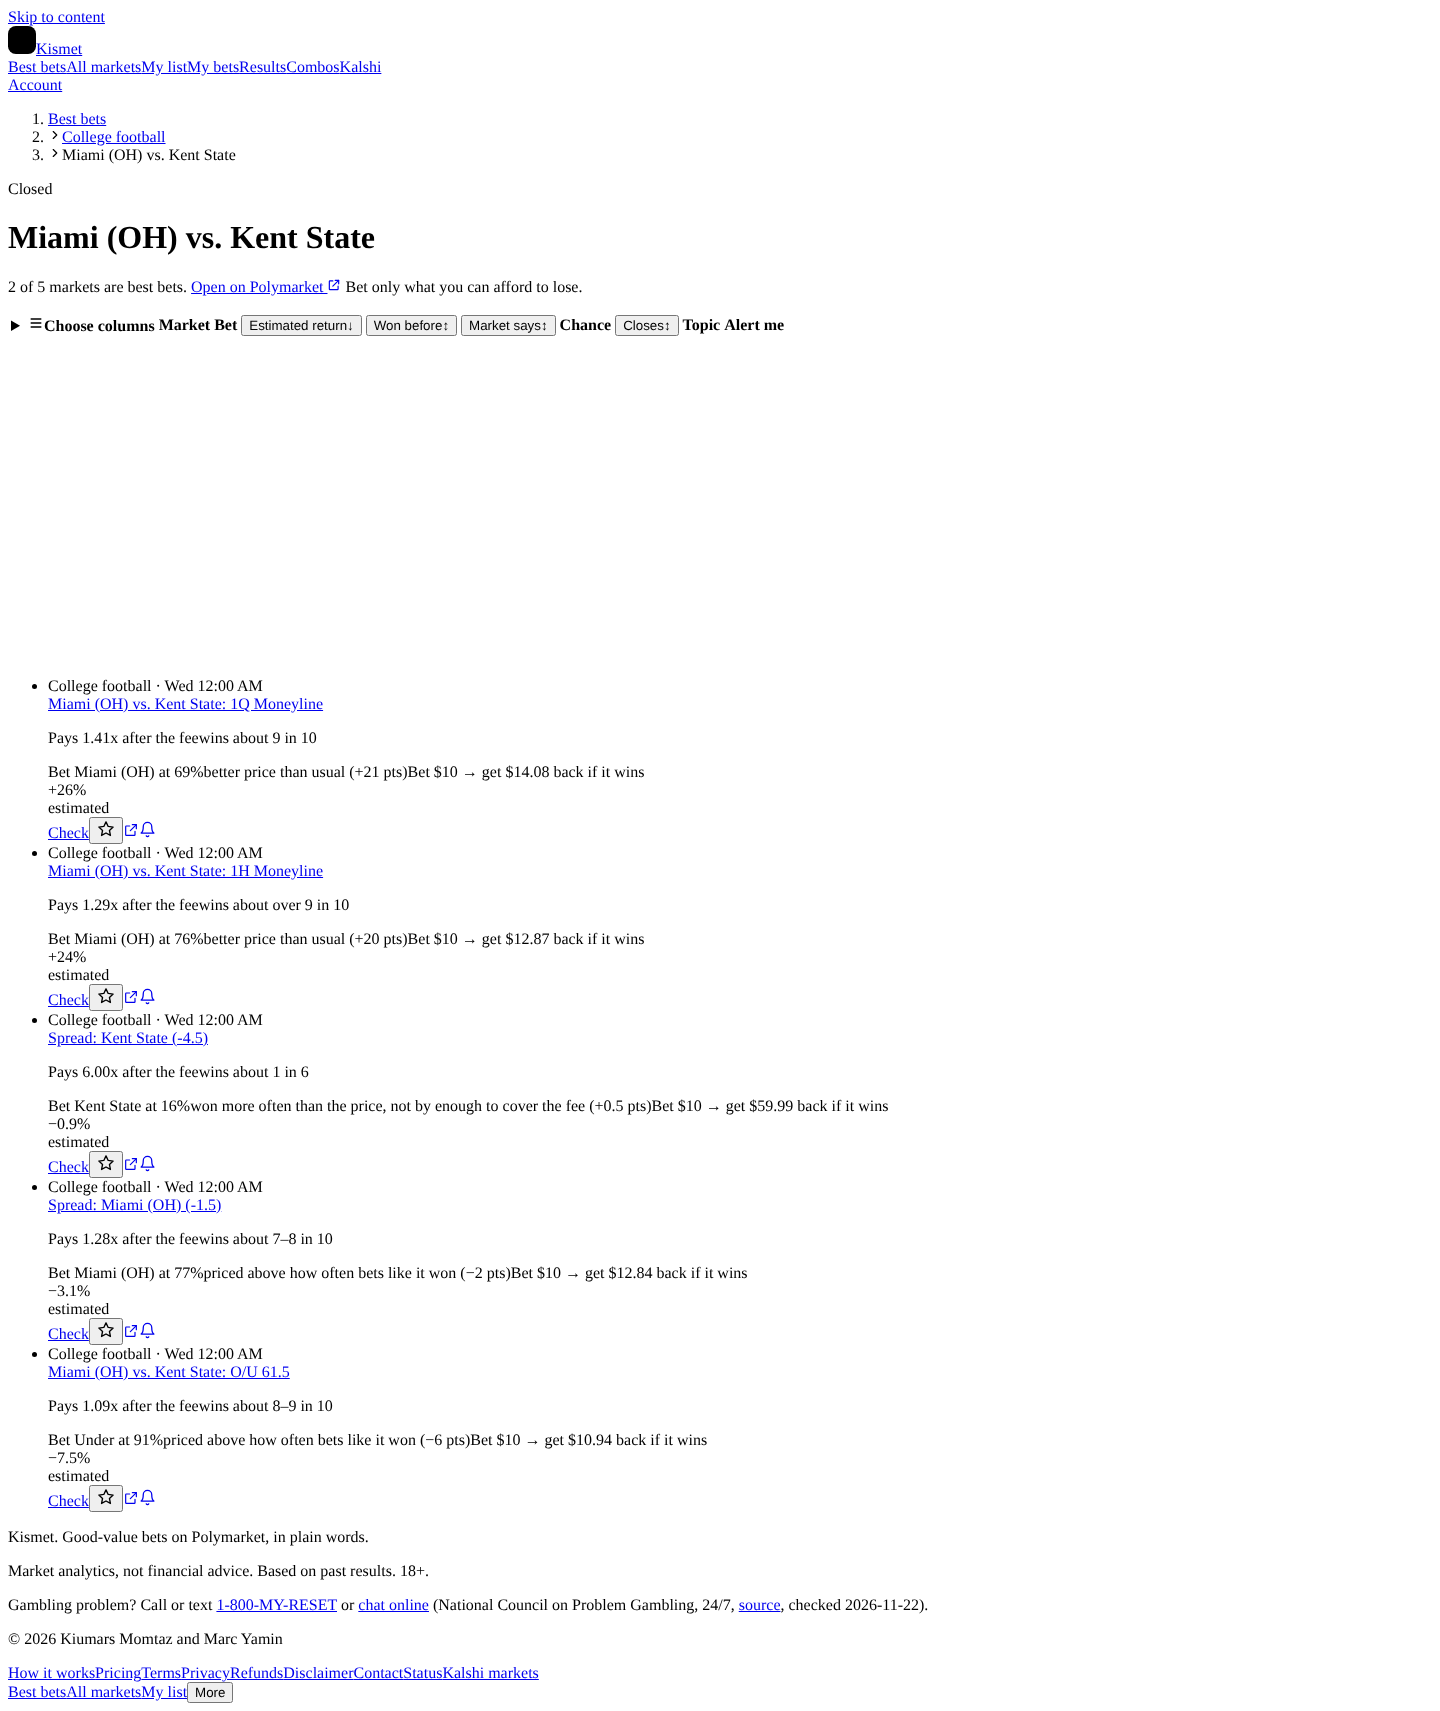 Skip to content
Kismet
Best betsAll marketsMy listMy betsResultsCombosKalshi
Account
1. Best bets
2. College football
3. Miami (OH) vs. Kent State
Closed
Miami (OH) vs. Kent State
2 of 5 markets are best bets. Open on Polymarket Bet only what you can afford to lose.
Choose columns Market Bet Estimated return↓ Won before↕ Market says↕ Chance Closes↕ Topic Alert me
College football · Wed 12:00 AM
Miami (OH) vs. Kent State: 1Q Moneyline
Pays 1.41x after the feewins about 9 in 10
Bet Miami (OH) at 69%better price than usual (+21 pts)Bet $10 → get $14.08 back if it wins
+26%
estimated
Check
College football · Wed 12:00 AM
Miami (OH) vs. Kent State: 1H Moneyline
Pays 1.29x after the feewins about over 9 in 10
Bet Miami (OH) at 76%better price than usual (+20 pts)Bet $10 → get $12.87 back if it wins
+24%
estimated
Check
College football · Wed 12:00 AM
Spread: Kent State (-4.5)
Pays 6.00x after the feewins about 1 in 6
Bet Kent State at 16%won more often than the price, not by enough to cover the fee (+0.5 pts)Bet $10 → get $59.99 back if it wins
−0.9%
estimated
Check
College football · Wed 12:00 AM
Spread: Miami (OH) (-1.5)
Pays 1.28x after the feewins about 7–8 in 10
Bet Miami (OH) at 77%priced above how often bets like it won (−2 pts)Bet $10 → get $12.84 back if it wins
−3.1%
estimated
Check
College football · Wed 12:00 AM
Miami (OH) vs. Kent State: O/U 61.5
Pays 1.09x after the feewins about 8–9 in 10
Bet Under at 91%priced above how often bets like it won (−6 pts)Bet $10 → get $10.94 back if it wins
−7.5%
estimated
Check
Kismet. Good-value bets on Polymarket, in plain words.
Market analytics, not financial advice. Based on past results. 18+.
Gambling problem? Call or text 1-800-MY-RESET or chat online (National Council on Problem Gambling, 24/7, source, checked 2026-11-22).
© 2026 Kiumars Momtaz and Marc Yamin
How it worksPricingTermsPrivacyRefundsDisclaimerContactStatusKalshi markets
Best betsAll marketsMy listMore